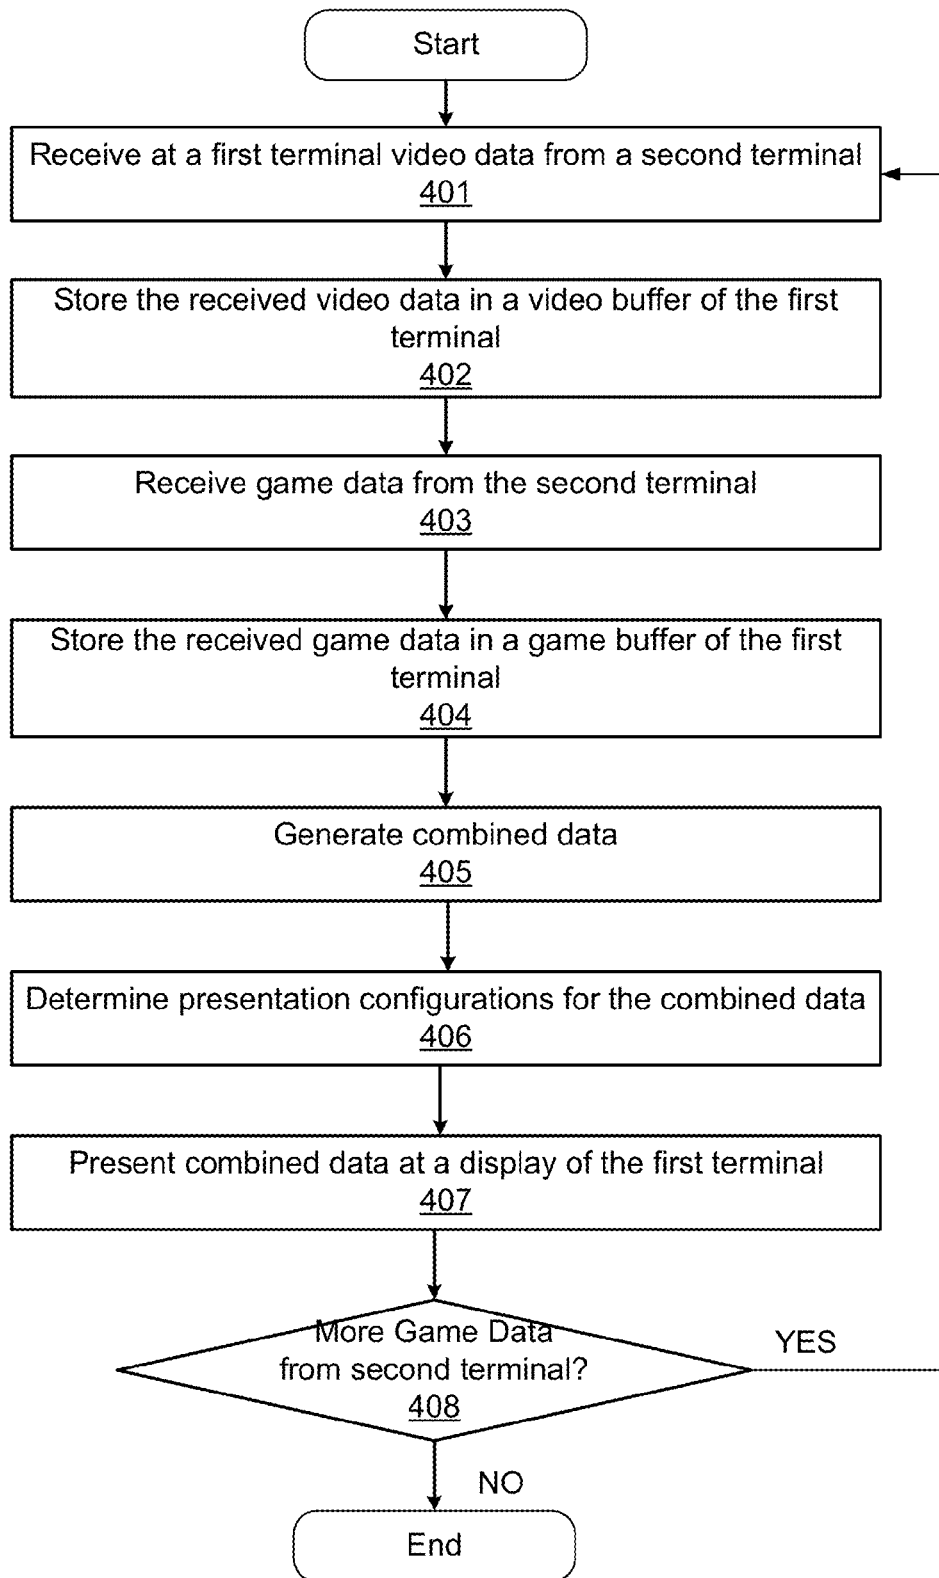 Start
Receive at a first terminal video data from a second terminal
401
Store the received video data in a video buffer of the first
terminal
402
Receive game data from the second terminal
403
Store the received game data in a game buffer of the first
terminal
404
Generate combined data
405
Determine presentation configurations for the combined data
406
Present combined data at a display of the first terminal
407
More Game Data
from second terminal?
408
YES
NO
End